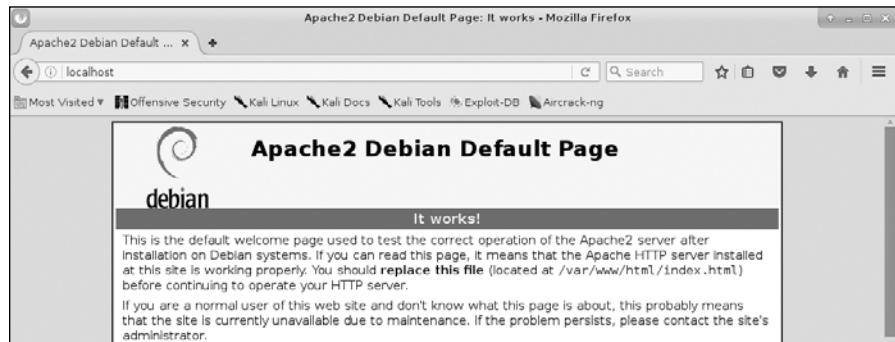 Apache2 Debian Default Page: It works - Mozilla Firefox
Apache2 Debian Default ...
localhost
Search
Most Visited
Offensive Security
Kali Linux
Kali Docs
Kali Tools
Exploit-DB
Aircrack-ng
debian
Apache2 Debian Default Page
It works!
This is the default welcome page used to test the correct operation of the Apache2 server after
installation on Debian systems. If you can read this page, it means that the Apache HTTP server installed
at this site is working properly. You should replace this file (located at /var/www/html/index.html)
before continuing to operate your HTTP server.
If you are a normal user of this web site and don't know what this page is about, this probably means
that the site is currently unavailable due to maintenance. If the problem persists, please contact the site's
administrator.